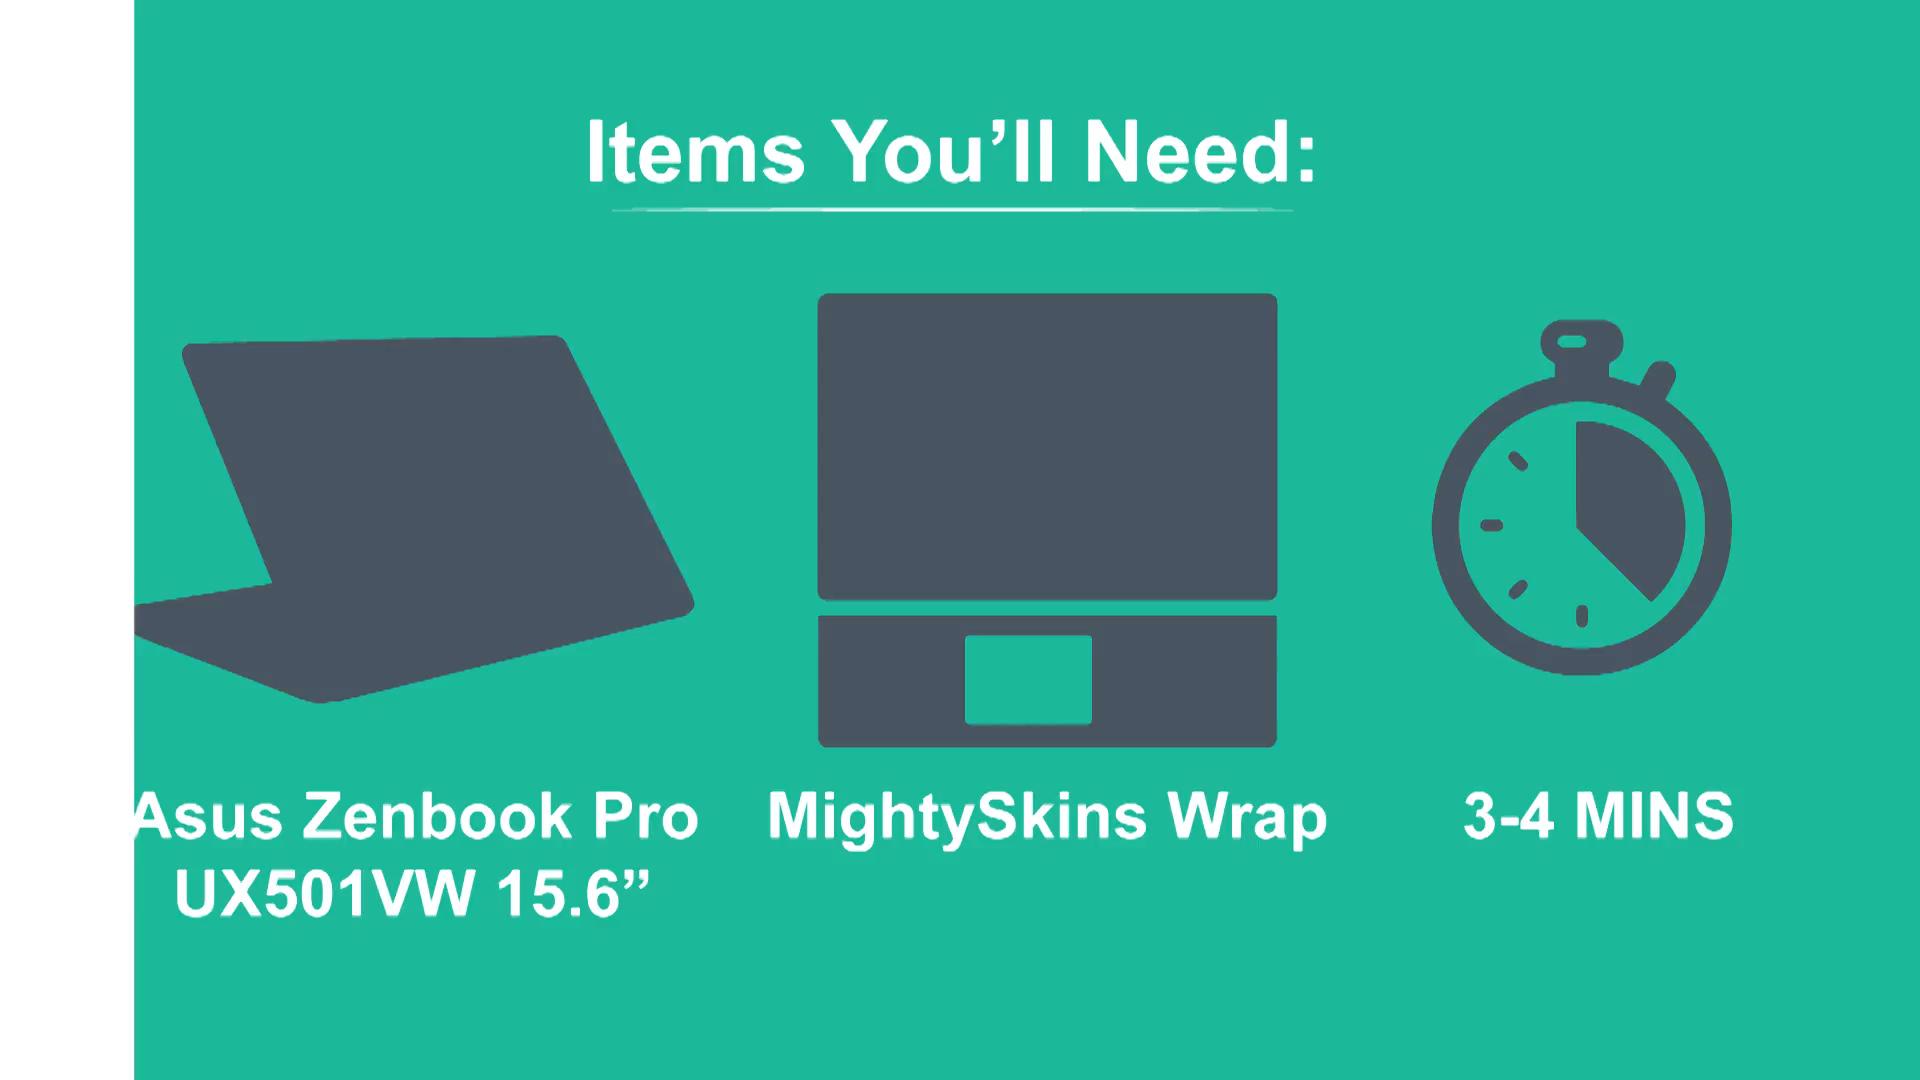 Items You’ll Need:
Asus Zenbook Pro
UX501VW 15.6”
MightySkins Wrap
3-4 MINS